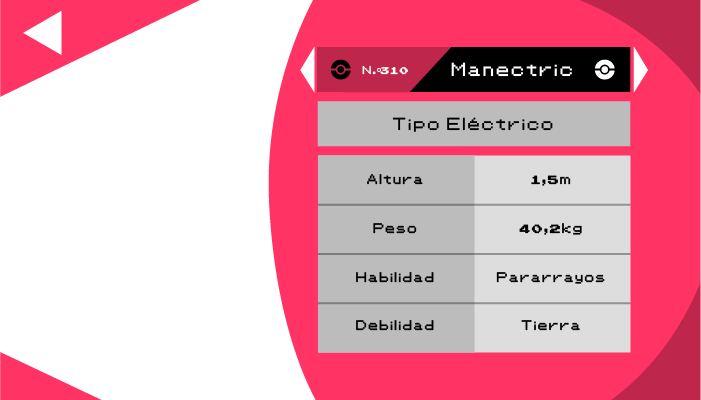 N.º310 Manectric
Tipo Eléctrico
Altura 1,5m
Peso 40,2kg
Habilidad Pararrayos
Debilidad Tierra